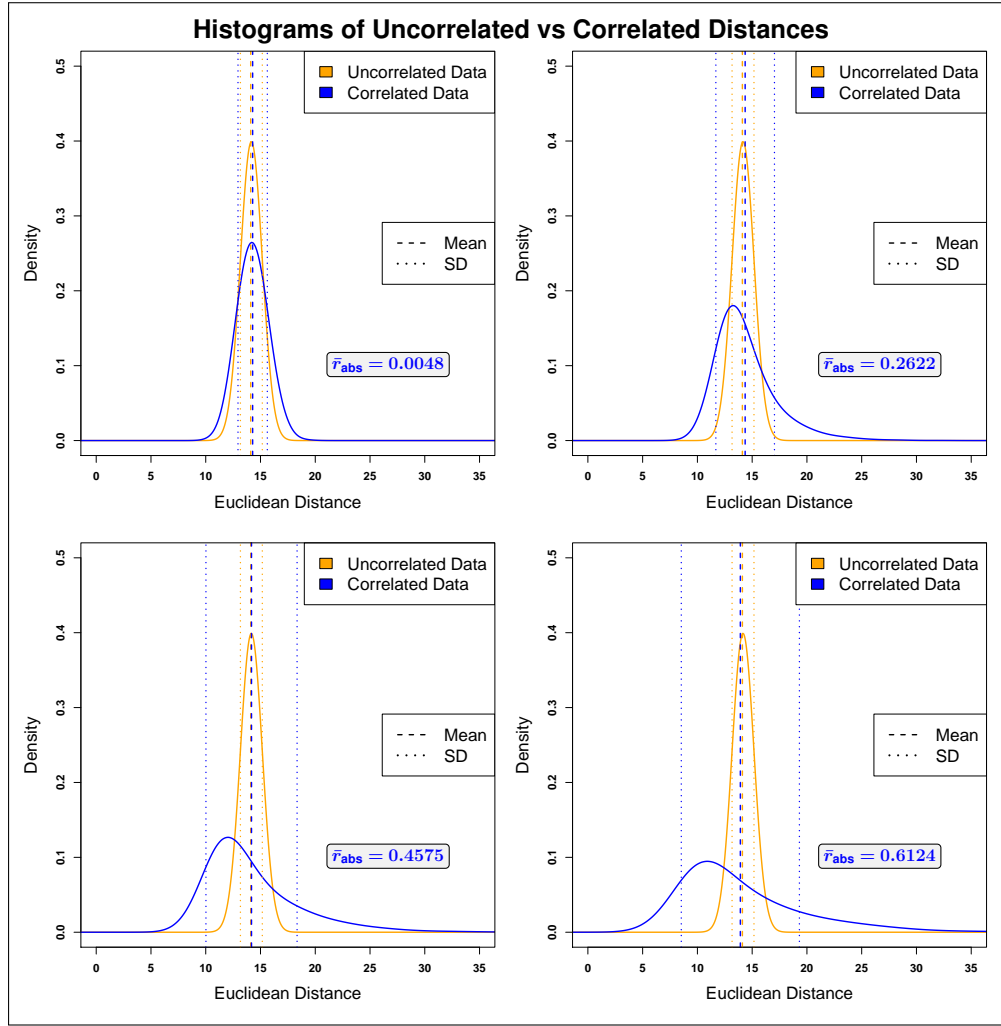 Histograms of Uncorrelated vs Correlated Distances
Uncorrelated Data
Correlated Data
Mean
SD
r̄abs = 0.0048
Density
0.0 0.1 0.2 0.3 0.4 0.5
0 5 10 15 20 25 30 35
Euclidean Distance
Uncorrelated Data
Correlated Data
Mean
SD
r̄abs = 0.2622
Density
0.0 0.1 0.2 0.3 0.4 0.5
0 5 10 15 20 25 30 35
Euclidean Distance
Uncorrelated Data
Correlated Data
Mean
SD
r̄abs = 0.4575
Density
0.0 0.1 0.2 0.3 0.4 0.5
0 5 10 15 20 25 30 35
Euclidean Distance
Uncorrelated Data
Correlated Data
Mean
SD
r̄abs = 0.6124
Density
0.0 0.1 0.2 0.3 0.4 0.5
0 5 10 15 20 25 30 35
Euclidean Distance